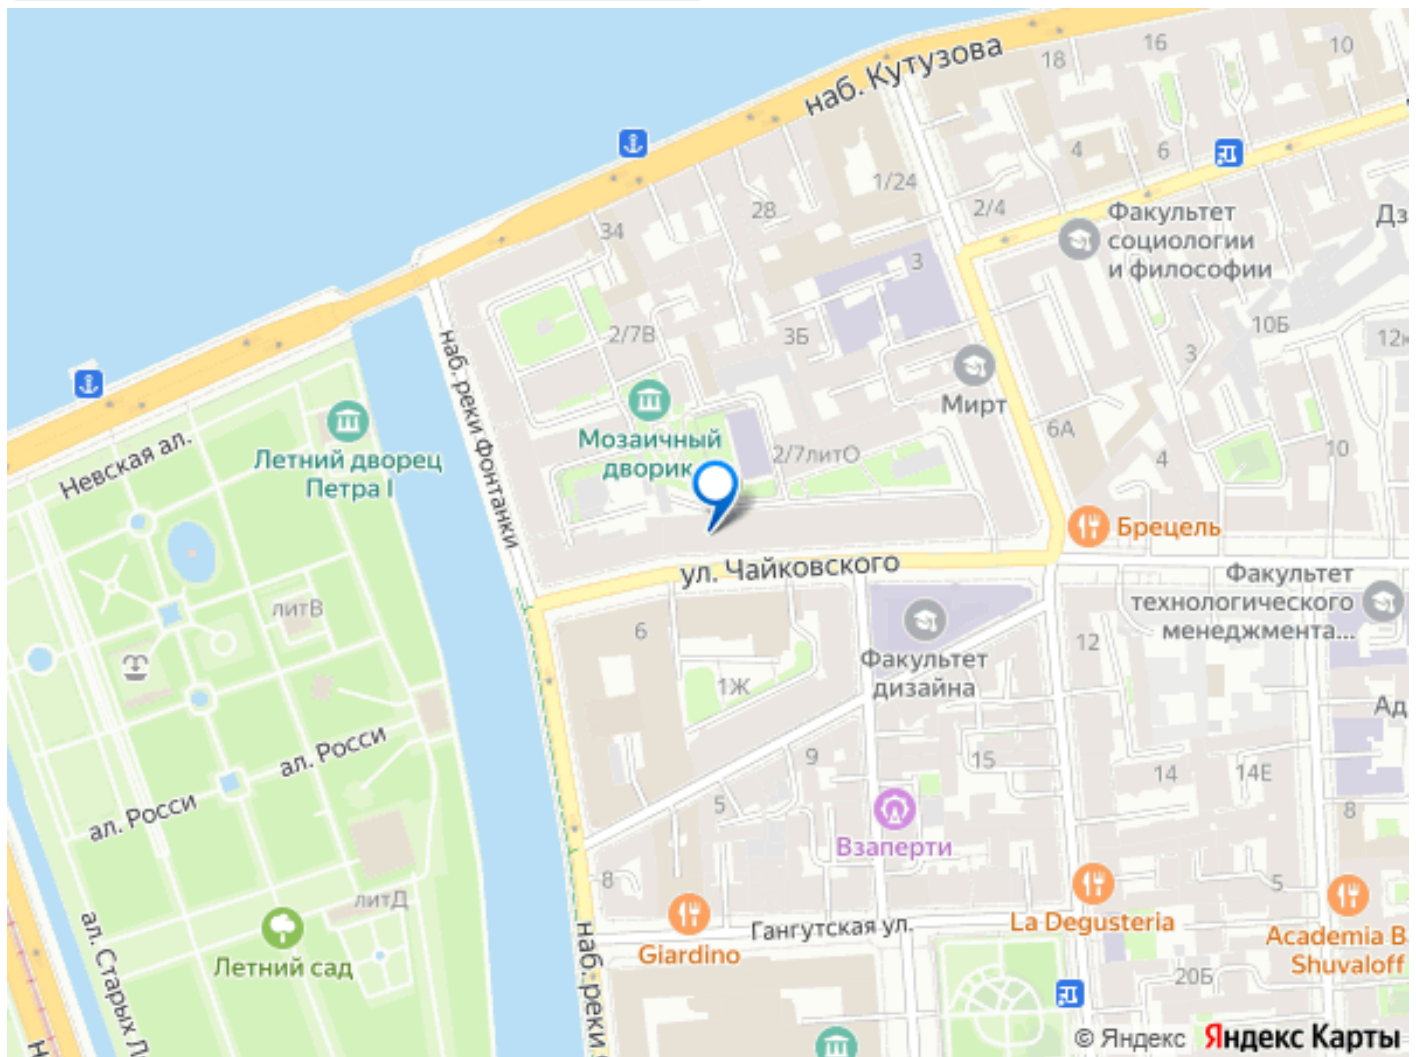 наб. Кутузова
16
10
18
4
6
1/24
2/4
28
34
Факультет
социологии
и философии
Дз
3
10Б
12к
2/7В
3Б
3
наб. реки Фонтанки
Мирт
Мозаичный
дворик
2/7литО
6А
4
10
Невская ал.
Летний дворец
Петра I
Брецель
ул. Чайковского
Факультет
технологического
менеджмента...
литВ
6
Факультет
дизайна
12
1Ж
Ад
ал. Росси
ал. Росси
9
15
14
14Е
5
8
Взаперти
8
5
литД
La Degusteria
Гангутская ул.
Giardino
Academia B
Shuvaloff
Летний сад
ал. Старых Л
наб. реки
20Б
Н
© Яндекс Яндекс Карты